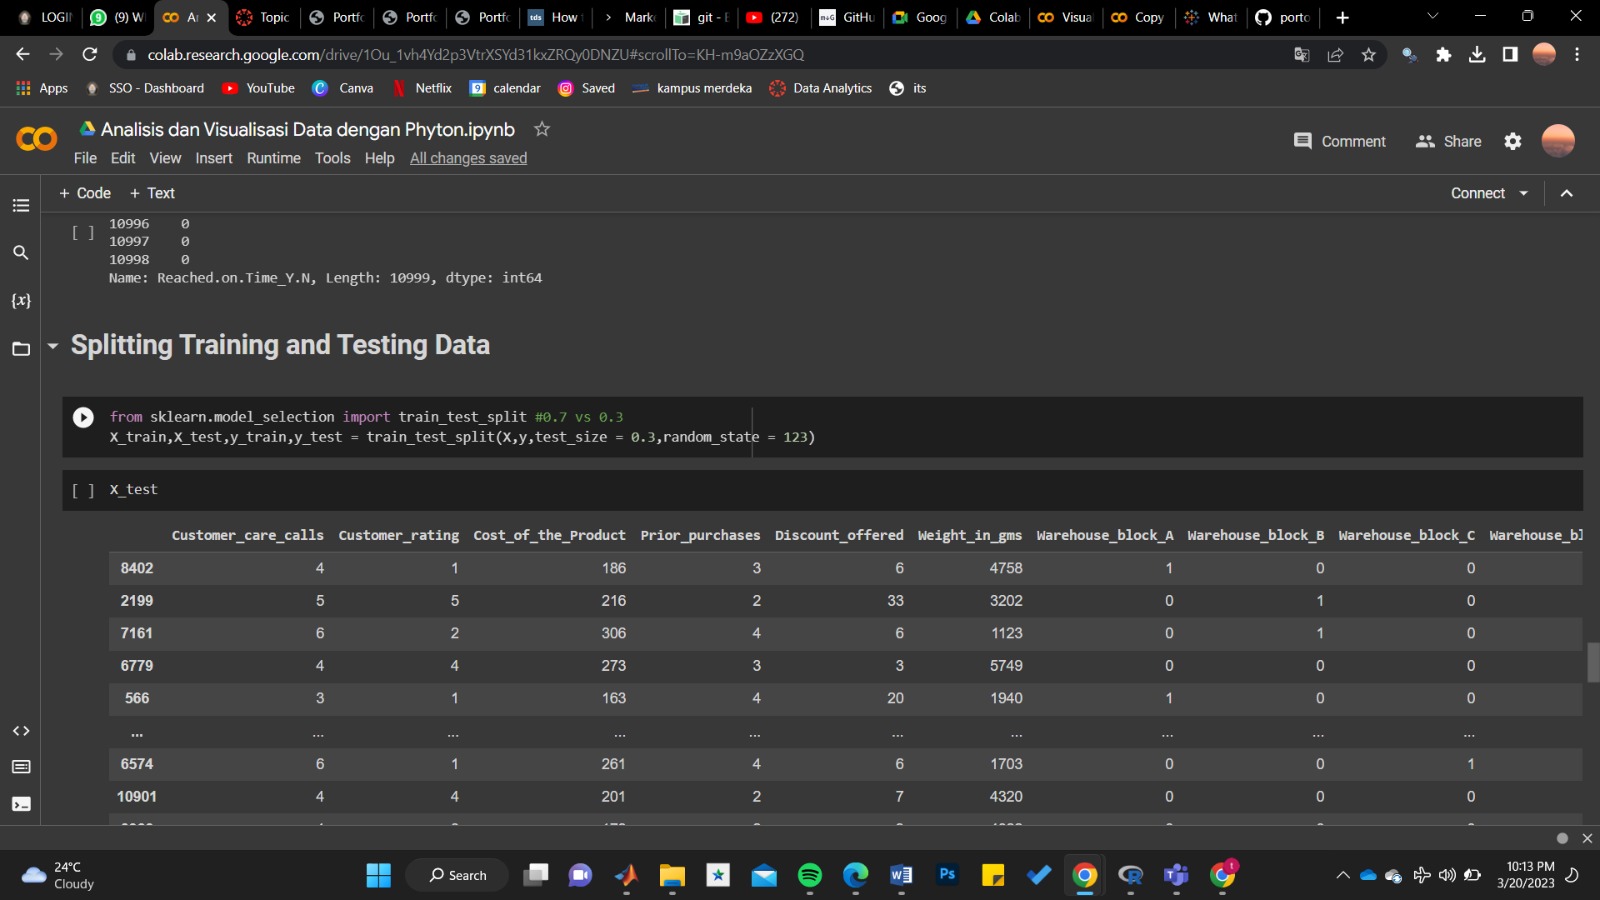 LOGII (9) W Ar Topic Portfo Portfo Portfo tds How Mark git - E (272) M&G GitHu Goog Colab Visua Copy What porto
colab.research.google.com/drive/1Ou_1vh4Yd2p3VtrXSYd31kxZRQy0DNZU#scrollTo=KH-m9aOZzXGQ
Apps SSO - Dashboard YouTube Canva Netflix 9 calendar Saved kampus merdeka Data Analytics its
Analisis dan Visualisasi Data dengan Phyton.ipynb
Comment Share
File Edit View Insert Runtime Tools Help All changes saved
+ Code + Text Connect
[ ] 10996 0
10997 0
10998 0
Name: Reached.on.Time_Y.N, Length: 10999, dtype: int64
{x}
Splitting Training and Testing Data
from sklearn.model_selection import train_test_split #0.7 vs 0.3
X_train,X_test,y_train,y_test = train_test_split(X,y,test_size = 0.3,random_state = 123)
[ ] X_test
Customer_care_calls Customer_rating Cost_of_the_Product Prior_purchases Discount_offered Weight_in_gms Warehouse_block_A Warehouse_block_B Warehouse_block_C Warehouse_bl
8402 4 1 186 3 6 4758 1 0 0
2199 5 5 216 2 33 3202 0 1 0
7161 6 2 306 4 6 1123 0 1 0
6779 4 4 273 3 3 5749 0 0 0
566 3 1 163 4 20 1940 1 0 0
... ... ... ... ... ... ... ... ... ...
6574 6 1 261 4 6 1703 0 0 1
10901 4 4 201 2 7 4320 0 0 0
24°C
Cloudy
Search
Ps
1
10:13 PM
3/20/2023